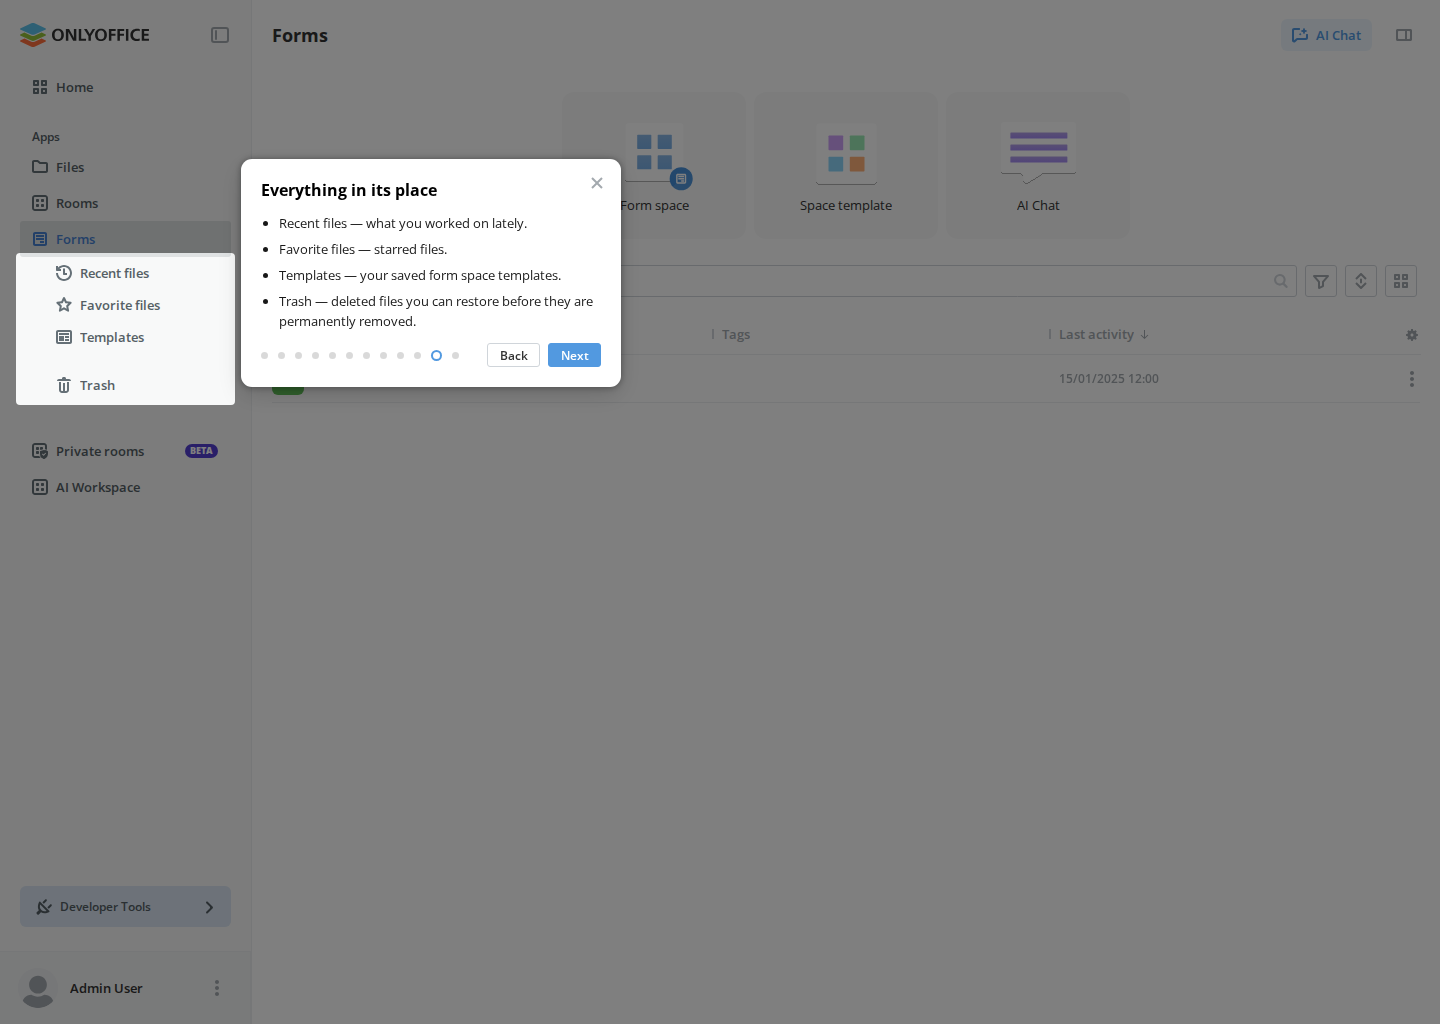 ONLYOFFICE
Forms
AI Chat
Home
Apps
Files
Rooms
Forms
Recent files
Favorite files
Templates
Trash
Private rooms
BETA
AI Workspace
Form space
Space template
AI Chat
Everything in its place
Recent files — what you worked on lately.
Favorite files — starred files.
Templates — your saved form space templates.
Trash — deleted files you can restore before they are
permanently removed.
Back
Next
Tags
Last activity
15/01/2025 12:00
Developer Tools
Admin User